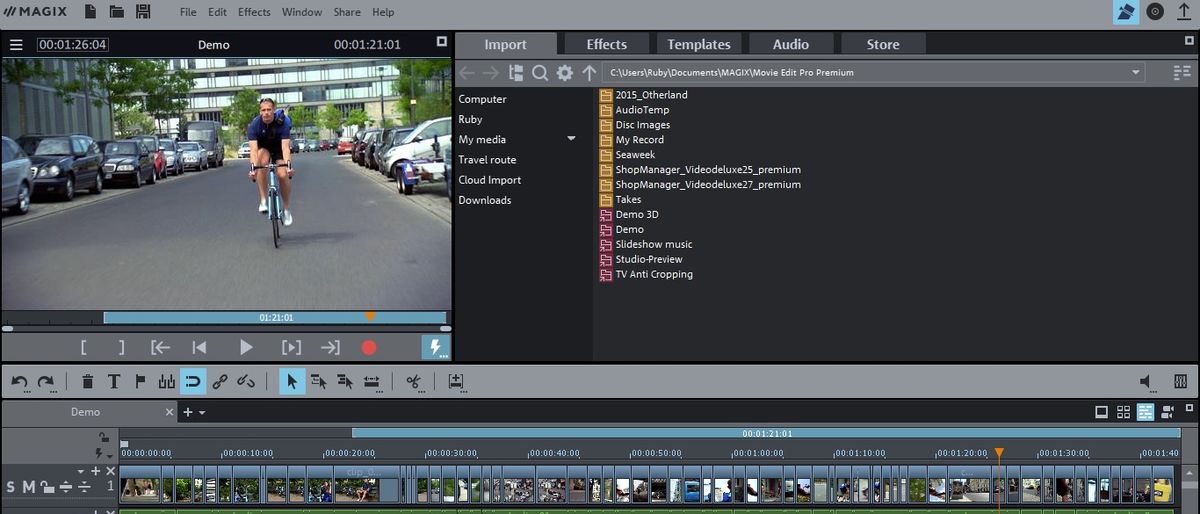 MAGIX File Edit Effects Window Share Help
00:01:26:04 Demo 00:01:21:01
Import Effects Templates Audio Store
C:\Users\Ruby\Documents\MAGIX\Movie Edit Pro Premium
Computer
Ruby
My media
Travel route
Cloud Import
Downloads
2015_Otherland
AudioTemp
Disc Images
My Record
Seaweek
ShopManager_Videodeluxe25_premium
ShopManager_Videodeluxe27_premium
Takes
Demo 3D
Demo
Slideshow music
Studio-Preview
TV Anti Cropping
01:21:01
Demo
00:01:21:01
00:00:00:00 00:00:10:00 00:00:20:00 00:00:30:00 00:00:40:00 00:00:50:00 00:01:00:00 00:01:10:00 00:01:20:00 00:01:30:00 00:01:40
S M 1